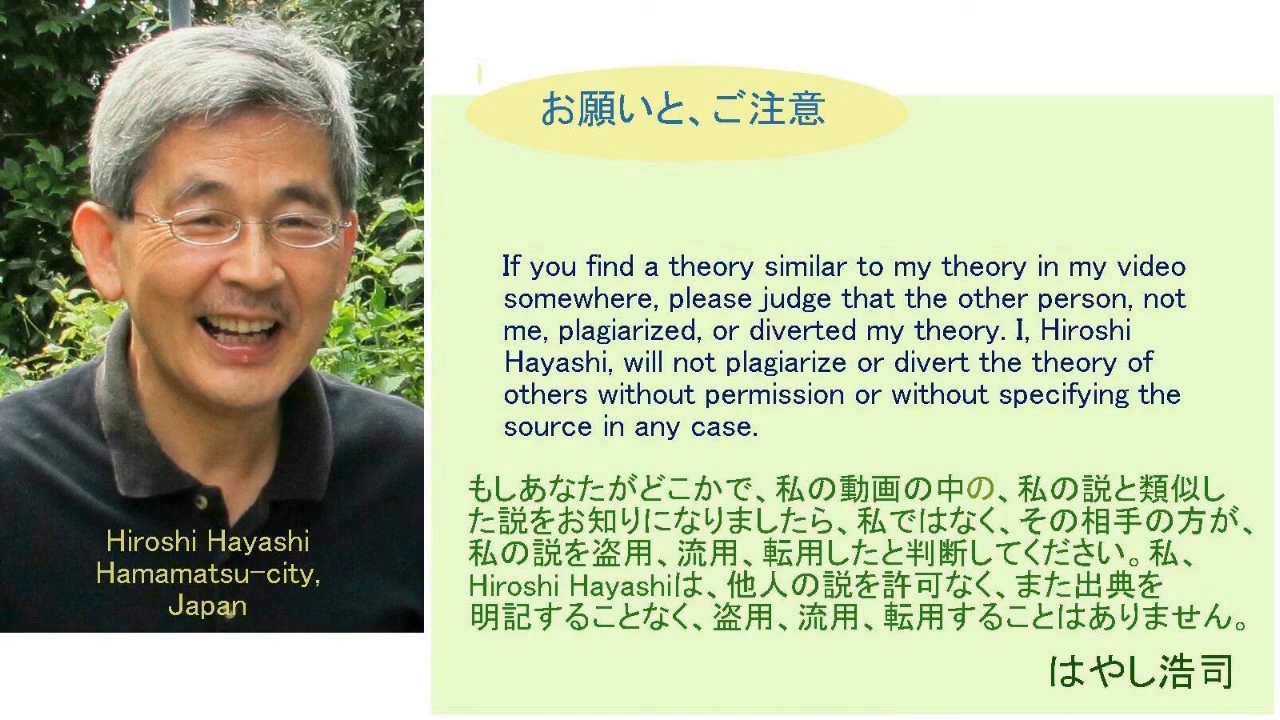 お願いと、ご注意
If you find a theory similar to my theory in my video
somewhere, please judge that the other person, not
me, plagiarized, or diverted my theory. I, Hiroshi
Hayashi, will not plagiarize or divert the theory of
others without permission or without specifying the
source in any case.
もしあなたがどこかで、私の動画の中の、私の説と類似し
た説をお知りになりましたら、私ではなく、その相手の方が、
私の説を盗用、流用、転用したと判断してください。私、
Hiroshi Hayashiは、他人の説を許可なく、また出典を
明記することなく、盗用、流用、転用することはありません。
はやし浩司
Hiroshi Hayashi
Hamamatsu-city,
Japan